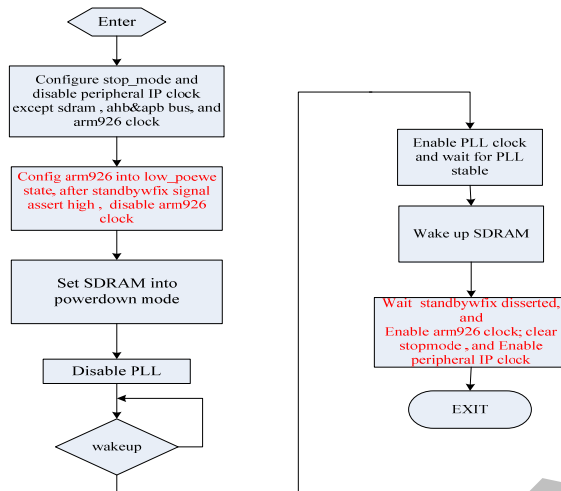 Enter
Configure stop_mode and
disable peripheral IP clock
except sdram , ahb&apb bus, and
arm926 clock
Config arm926 into low_poewe
state, after standbywfix signal
assert high , disable arm926
clock
Set SDRAM into
powerdown mode
Disable PLL
wakeup
Enable PLL clock
and wait for PLL
stable
Wake up SDRAM
Wait standbywfix disserted,
and
Enable arm926 clock; clear
stopmode , and Enable
peripheral IP clock
EXIT